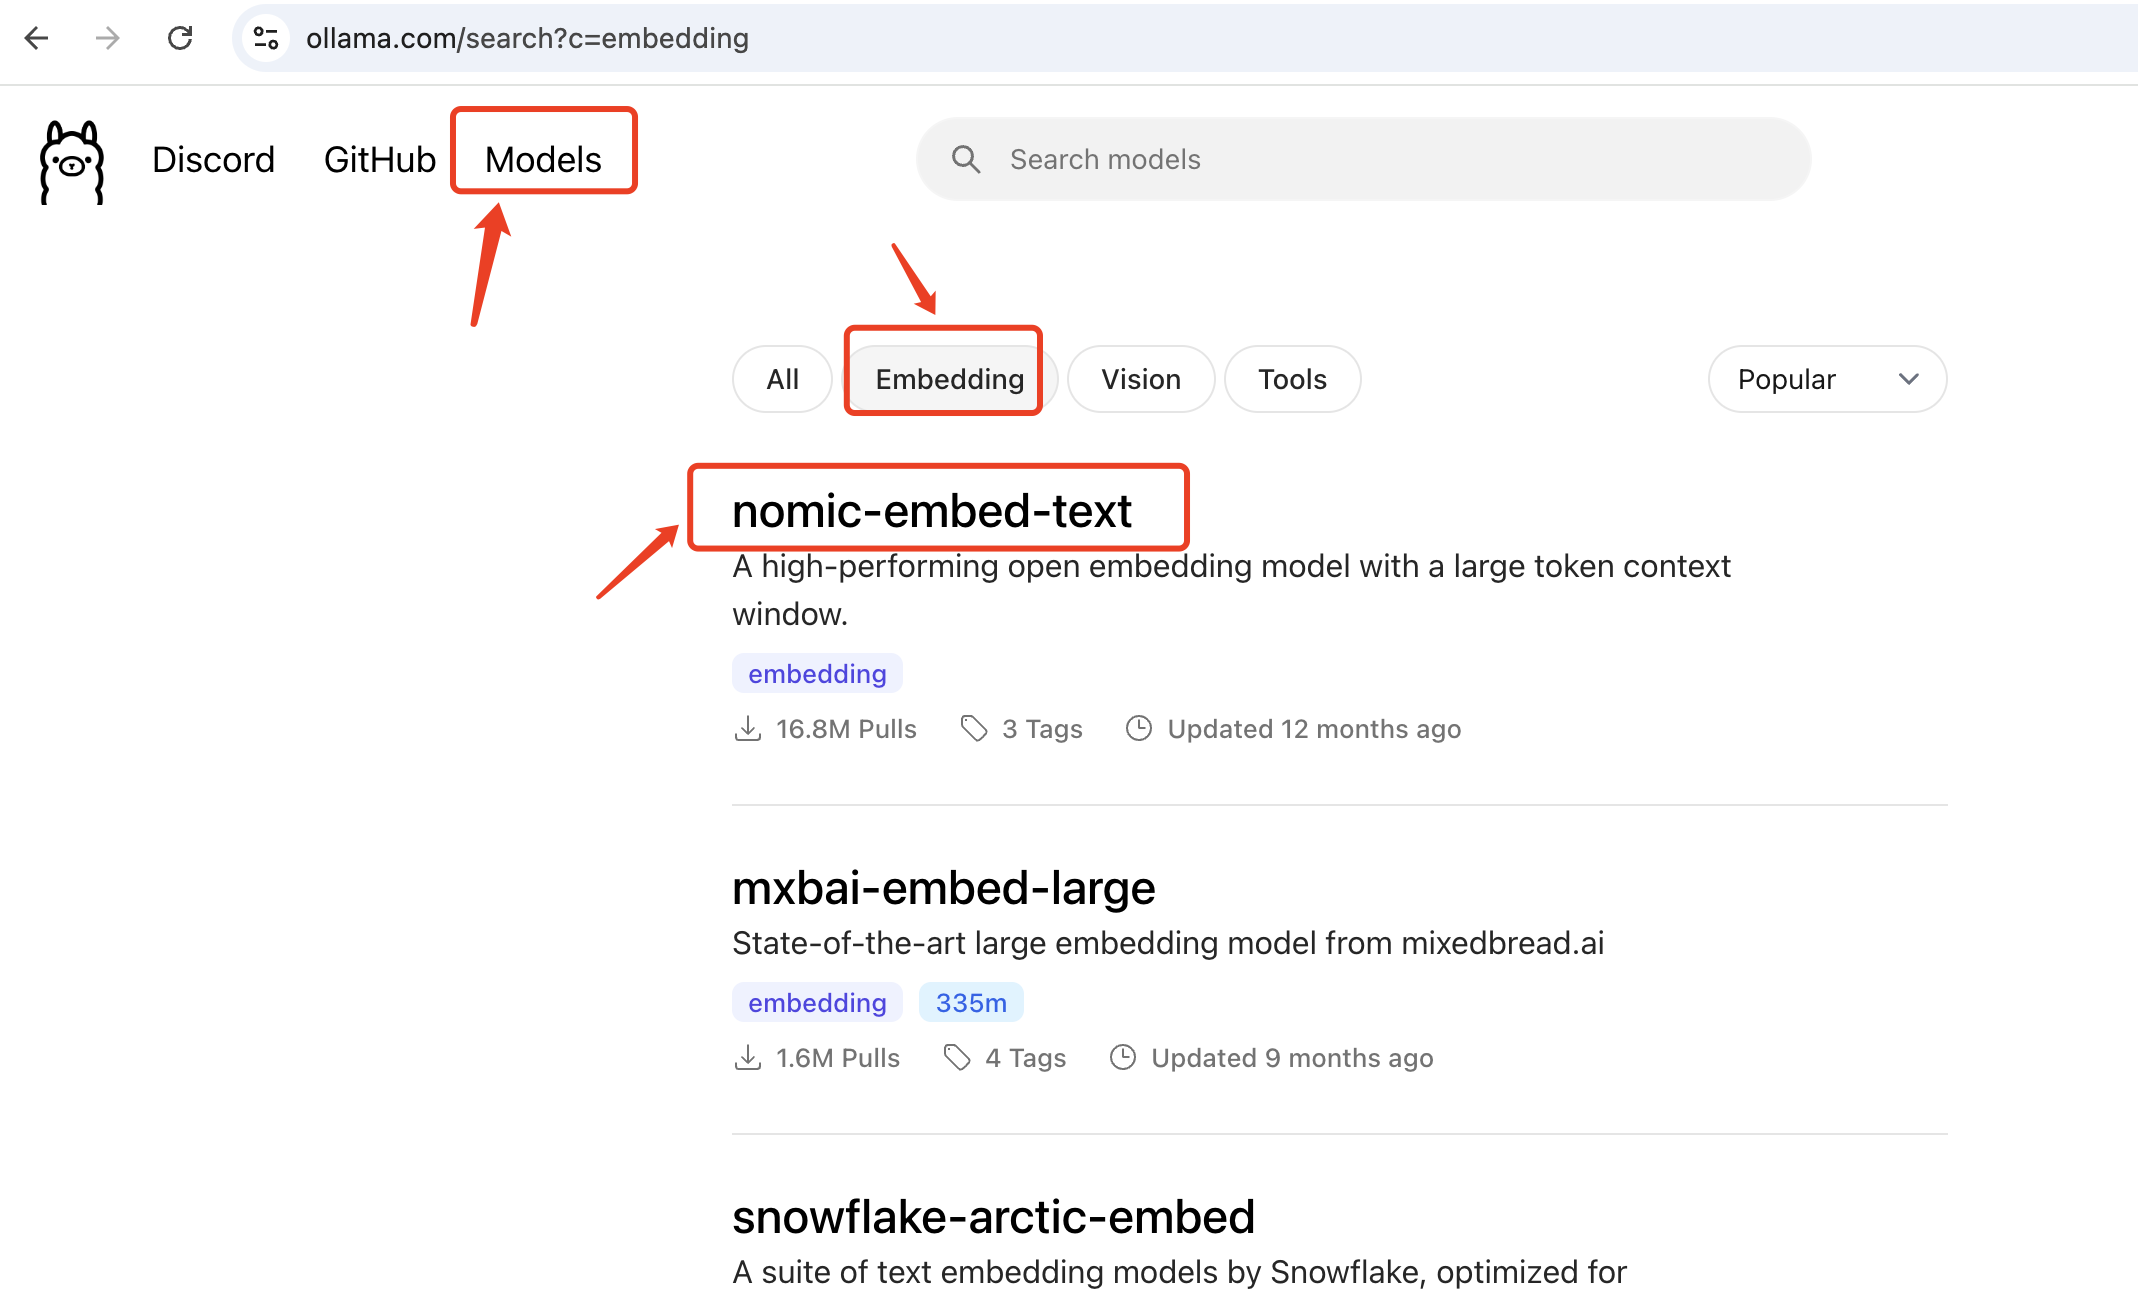 ollama.com/search?c=embedding
Discord GitHub Models
Search models
All Embedding Vision Tools Popular
nomic-embed-text
A high-performing open embedding model with a large token context
window.
embedding
16.8M Pulls 3 Tags Updated 12 months ago
mxbai-embed-large
State-of-the-art large embedding model from mixedbread.ai
embedding 335m
1.6M Pulls 4 Tags Updated 9 months ago
snowflake-arctic-embed
A suite of text embedding models by Snowflake, optimized for